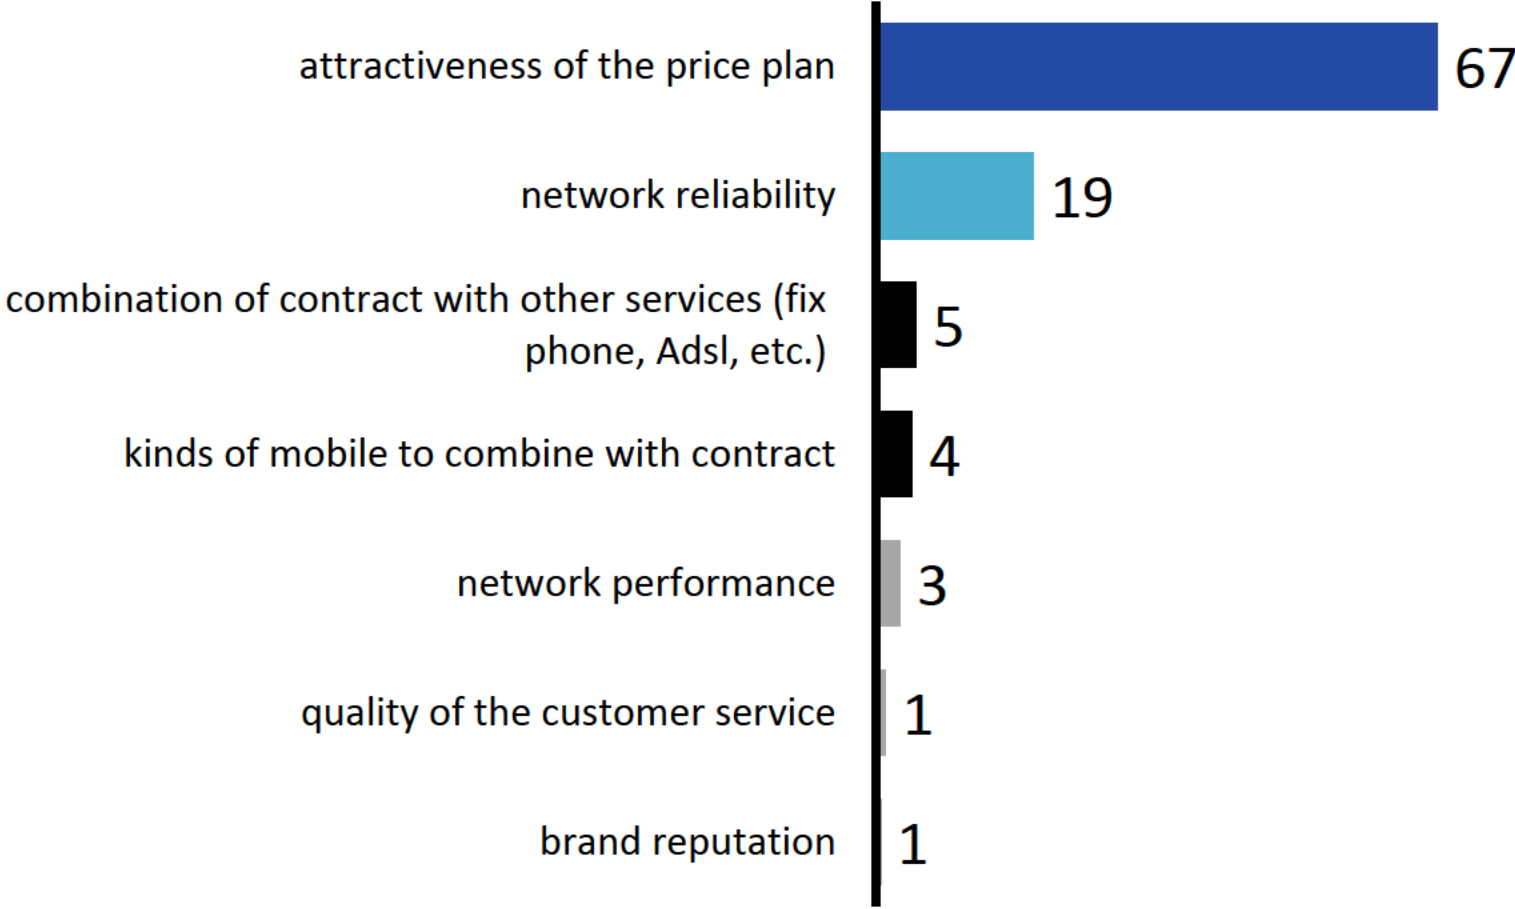 attractiveness of the price plan 67
network reliability 19
combination of contract with other services (fix
phone, Adsl, etc.) 5
kinds of mobile to combine with contract 4
network performance 3
quality of the customer service 1
brand reputation 1